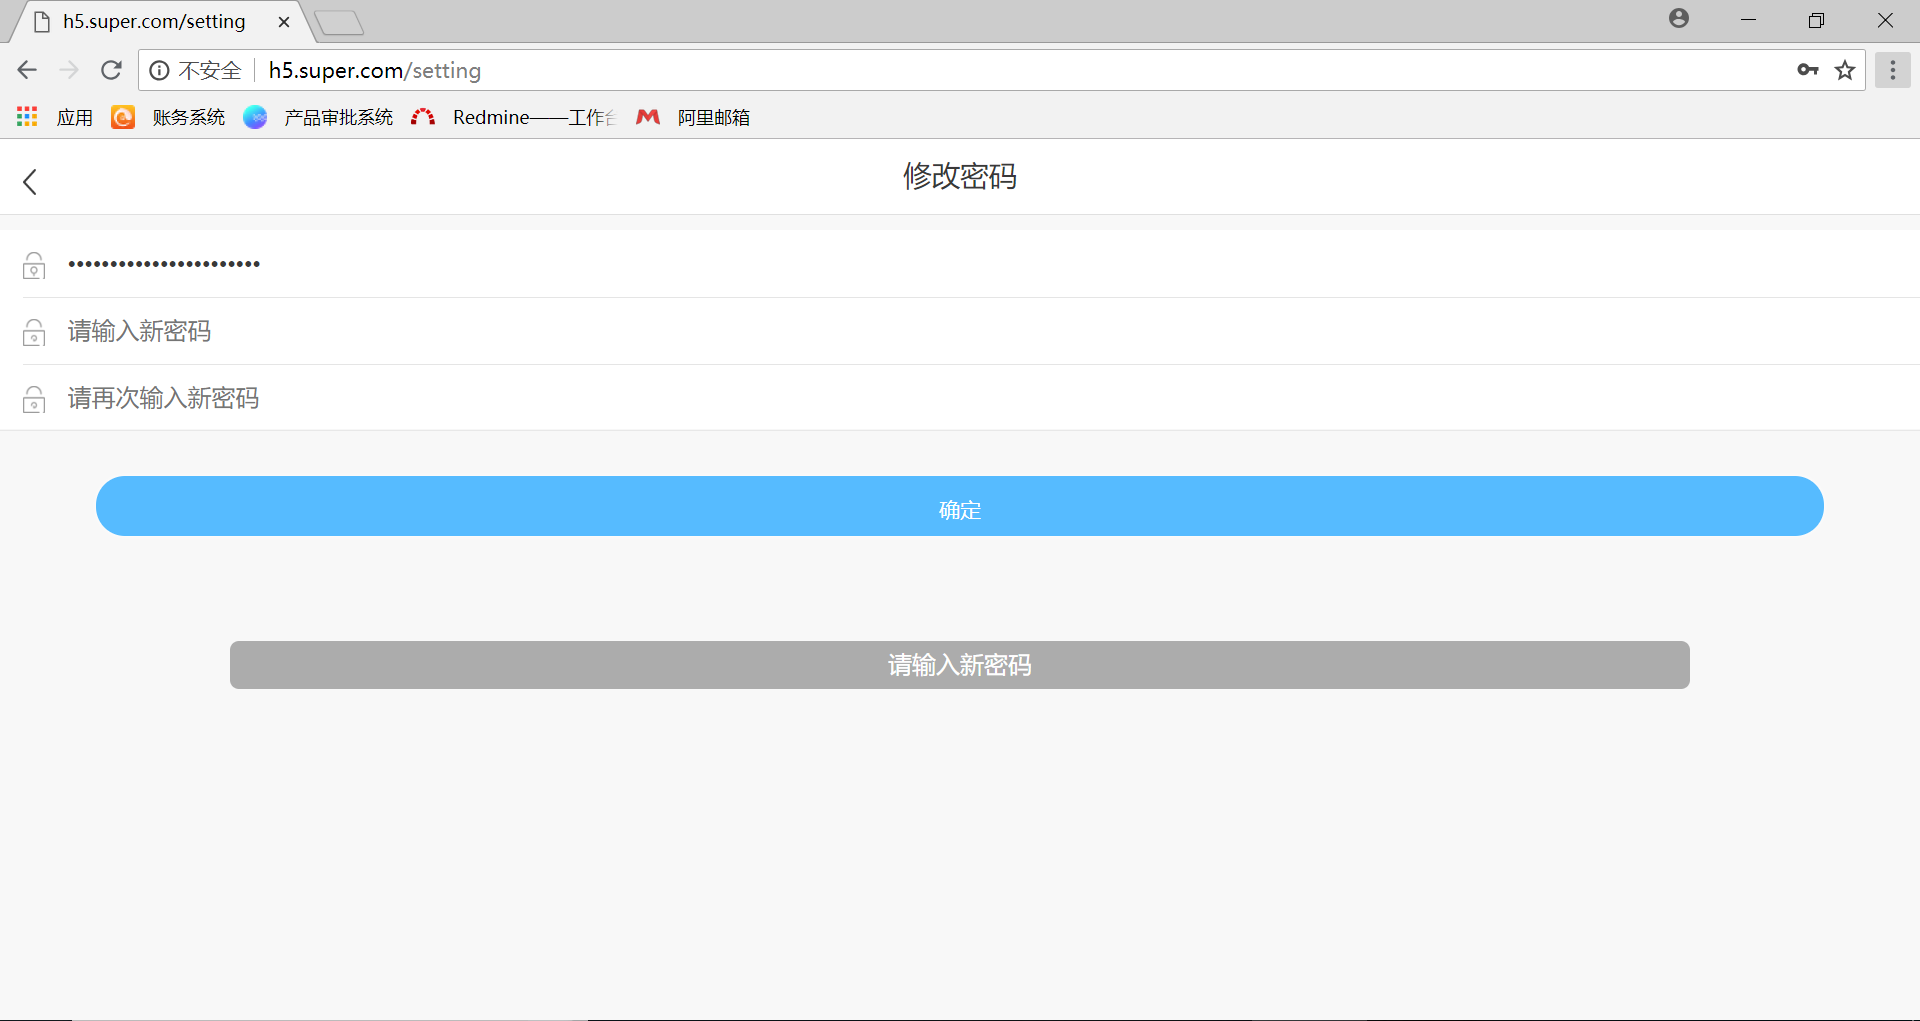 h5.super.com/setting
不安全 h5.super.com/setting
应用 账务系统 产品审批系统 Redmine——工作台 阿里邮箱
修改密码
•••••••••••••••••••••••
请输入新密码
请再次输入新密码
确定
请输入新密码